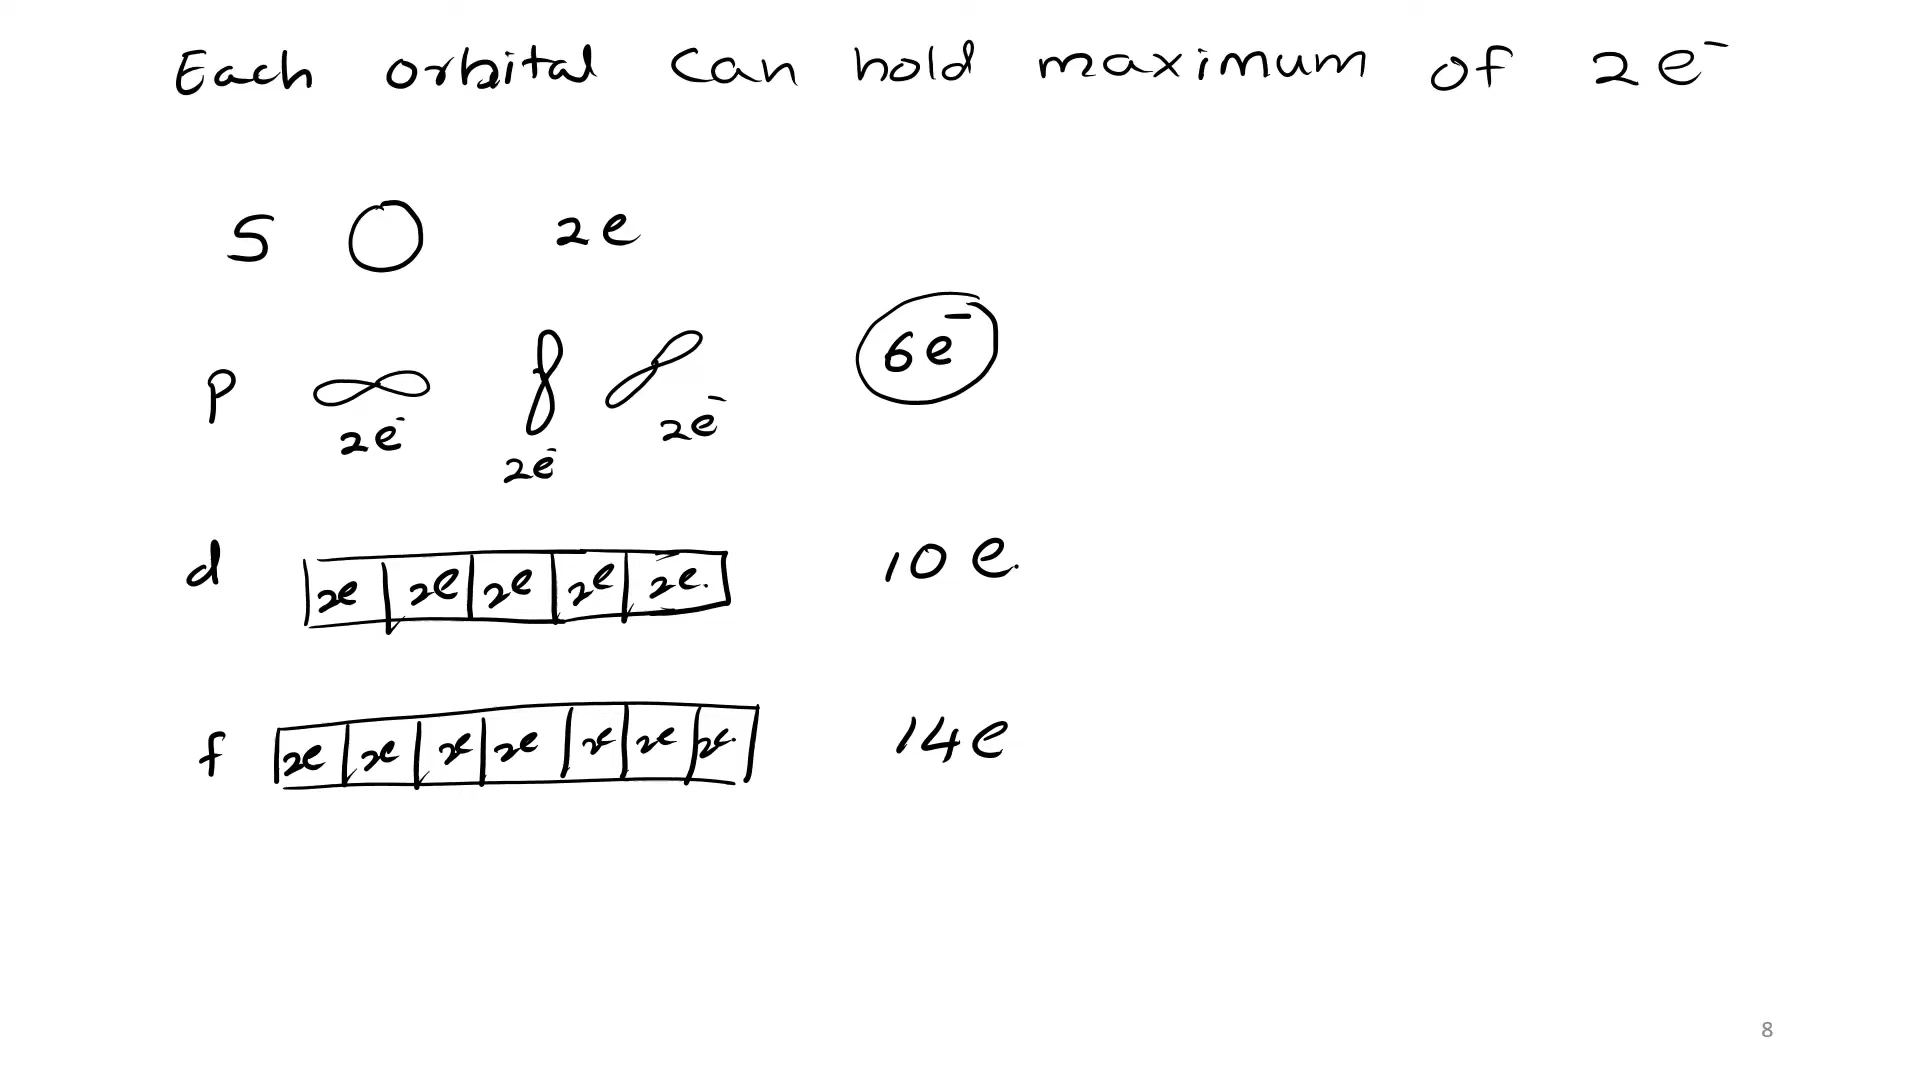 Each orbital can hold maximum of 2e⁻
S 2e
p 2e⁻ 2e⁻ 2e⁻ 6e⁻
d 2e 2e 2e 2e 2e. 10e.
f 2e 2e 2e 2e 2e 2e 2e. 14e
8